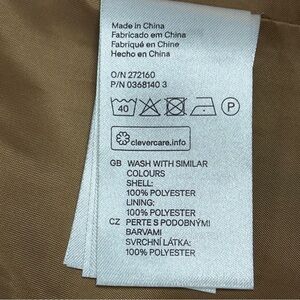 Made in China
Fabricado em China
Fabriqué en Chine
Hecho en China
O/N 272160
P/N 0368140 3
40 P
clevercare.info
GB WASH WITH SIMILAR
COLOURS
SHELL:
100% POLYESTER
LINING:
100% POLYESTER
CZ PERTE S PODOBNÝMI
BARVAMI
SVRCHNÍ LÁTKA:
100% POLYESTER